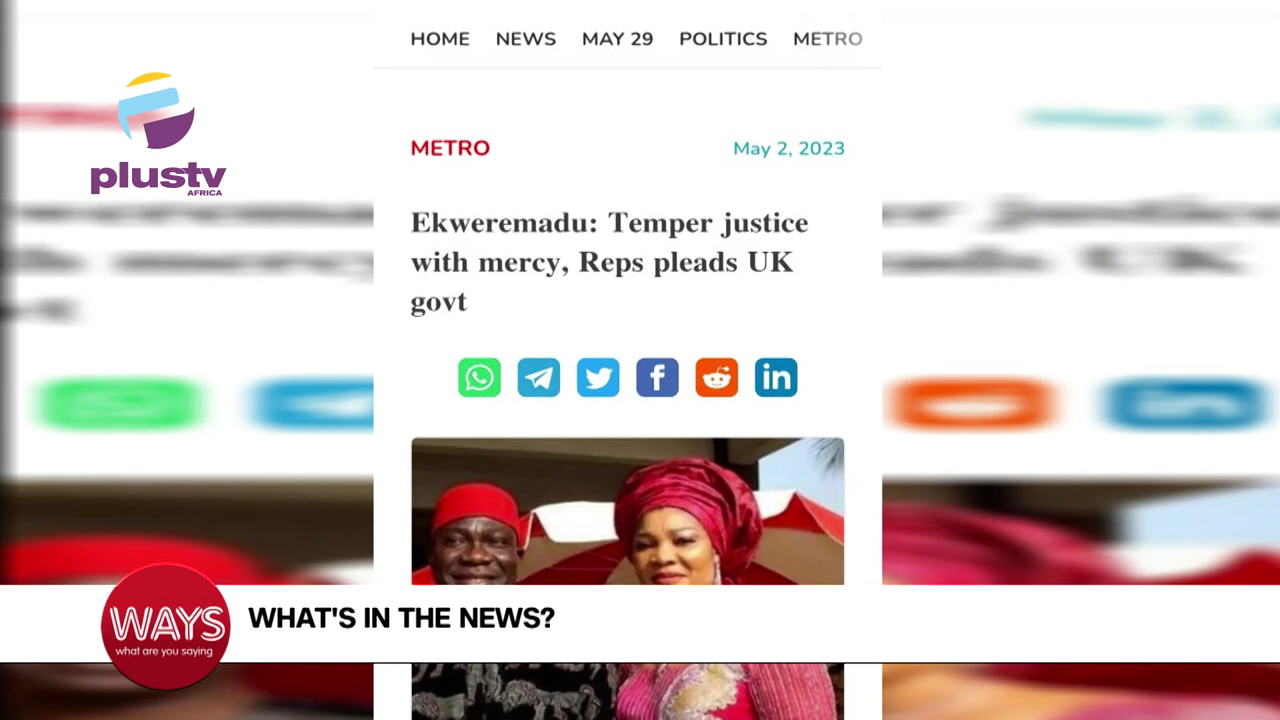 HOME NEWS MAY 29 POLITICS METRO
plustv
AFRICA
METRO May 2, 2023
Ekweremadu: Temper justice
with mercy, Reps pleads UK
govt
WAYS
what are you saying
WHAT'S IN THE NEWS?